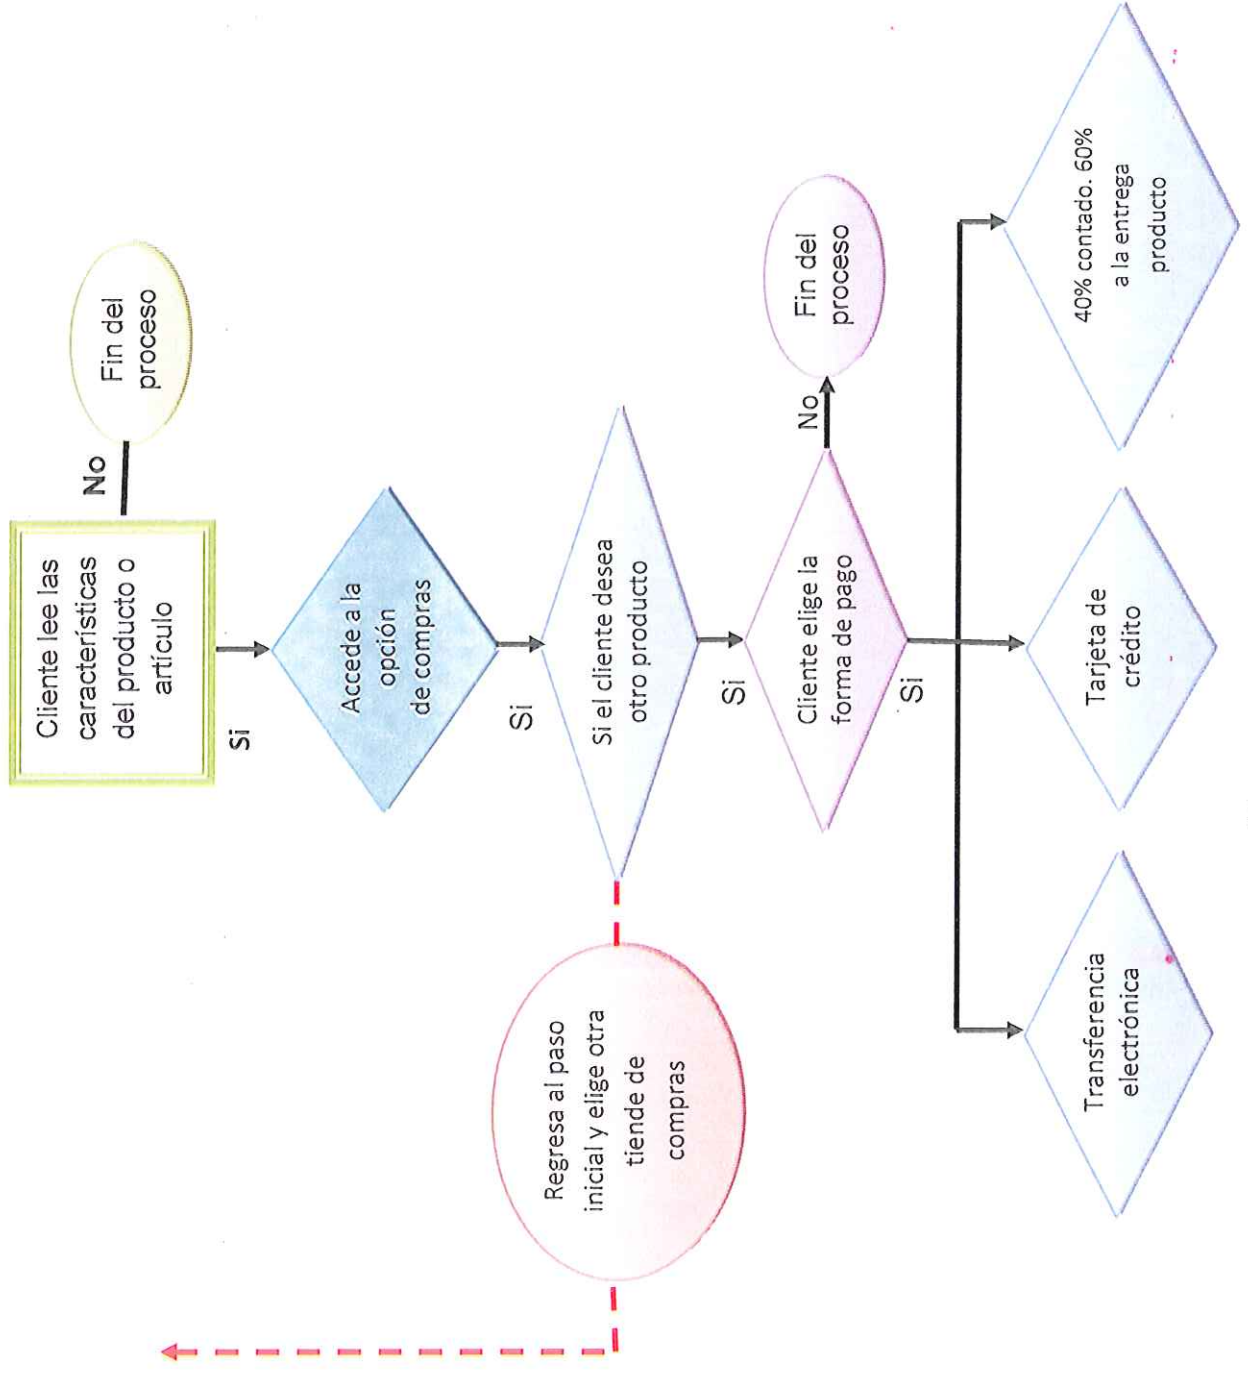 Cliente lee las
características
del producto o
artículo
No
Fin del
proceso
Si
Accede a la
opción
de compras
Si
Si el cliente desea
otro producto
Regresa al paso
inicial y elige otra
tiende de
compras
Si
Cliente elige la
forma de pago
No
Fin del
proceso
Si
Transferencia
electrónica
Tarjeta de
crédito
40% contado. 60%
a la entrega
producto